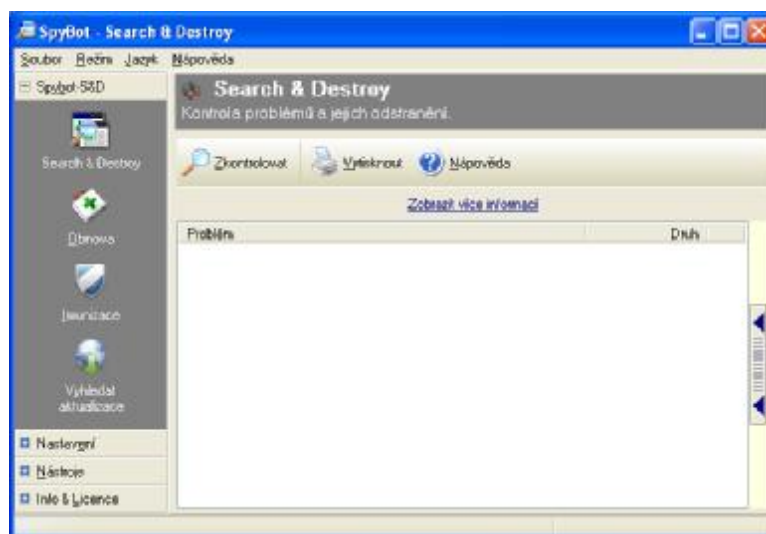 SpyBot - Search & Destroy
Soubor Režim Jazyk Nápověda
Spybot-S&D
Search & Destroy
Obnova
Imunizace
Vyhledat
aktualizace
Nastavení
Nástroje
Info & Licence
Search & Destroy
Kontrola problémů a jejich odstranění.
Zkontrolovat Vytisknout Nápověda
Zobrazit více informací
Problém Druh